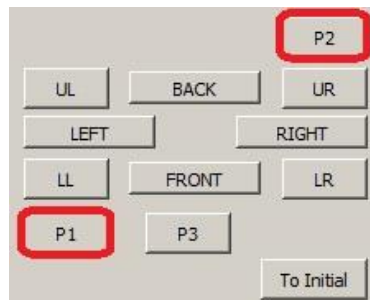 P2
UL BACK UR
LEFT RIGHT
LL FRONT LR
P1 P3
To Initial